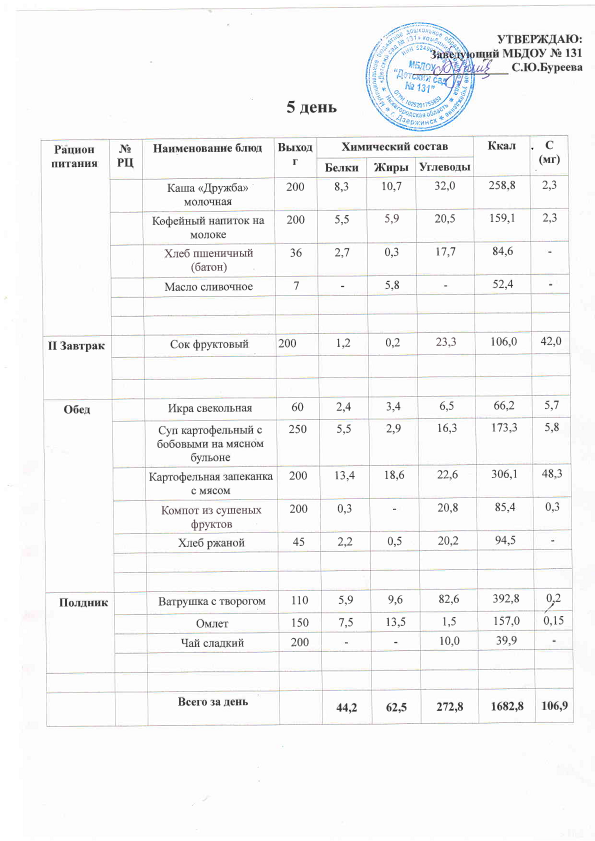 УТВЕРЖДАЮ:
Заведующий МБДОУ № 131
С.Ю.Буреева
МБДОУ
"Детский сад
№ 131"
5 день
Рацион питания № РЦ Наименование блюд Выход г Химический состав Ккал С (мг)
Белки Жиры Углеводы
Каша «Дружба» 200 8,3 10,7 32,0 258,8 2,3
молочная
Кофейный напиток на 200 5,5 5,9 20,5 159,1 2,3
молоке
Хлеб пшеничный 36 2,7 0,3 17,7 84,6 -
(батон)
Масло сливочное 7 - 5,8 - 52,4 -
II Завтрак Сок фруктовый 200 1,2 0,2 23,3 106,0 42,0
Обед Икра свекольная 60 2,4 3,4 6,5 66,2 5,7
Суп картофельный с 250 5,5 2,9 16,3 173,3 5,8
бобовыми на мясном
бульоне
Картофельная запеканка 200 13,4 18,6 22,6 306,1 48,3
с мясом
Компот из сушеных 200 0,3 - 20,8 85,4 0,3
фруктов
Хлеб ржаной 45 2,2 0,5 20,2 94,5 -
Полдник Ватрушка с творогом 110 5,9 9,6 82,6 392,8 0,2
Омлет 150 7,5 13,5 1,5 157,0 0,15
Чай сладкий 200 - - 10,0 39,9 -
Всего за день 44,2 62,5 272,8 1682,8 106,9